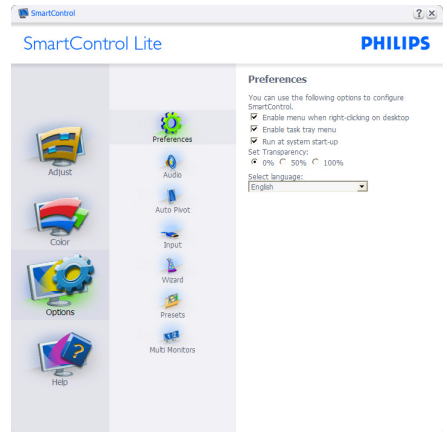 SmartControl
SmartControl Lite
PHILIPS
Adjust
Color
Options
Help
Preferences
Audio
Auto Pivot
Input
Wizard
Presets
Multi Monitors
Preferences
You can use the following options to configure
SmartControl.
Enable menu when right-clicking on desktop
Enable task tray menu
Run at system start-up
Set Transparency:
0% 50% 100%
Select language:
English